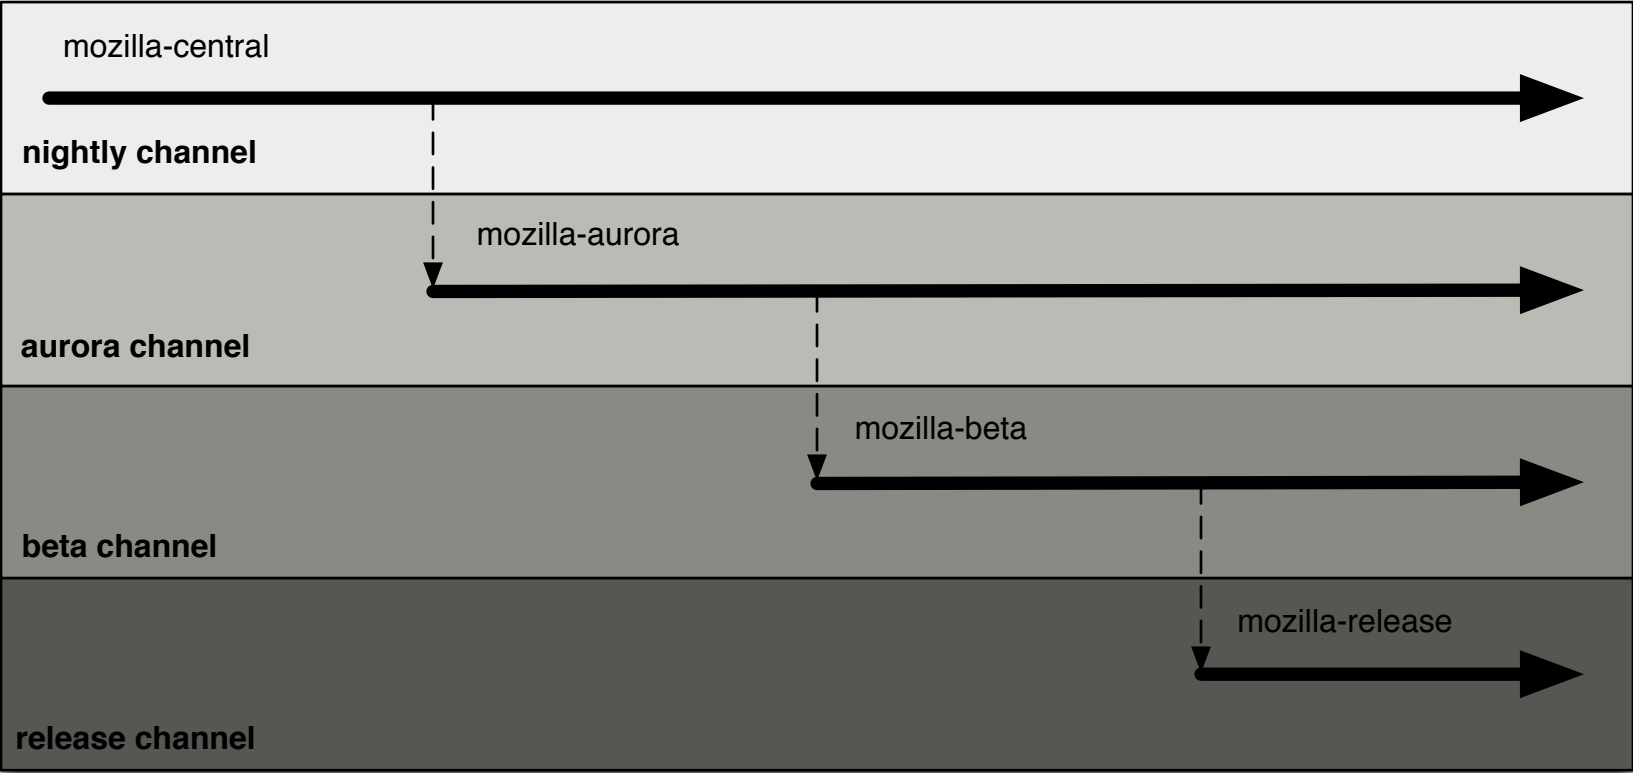 mozilla-central
nightly channel
mozilla-aurora
aurora channel
mozilla-beta
beta channel
mozilla-release
release channel